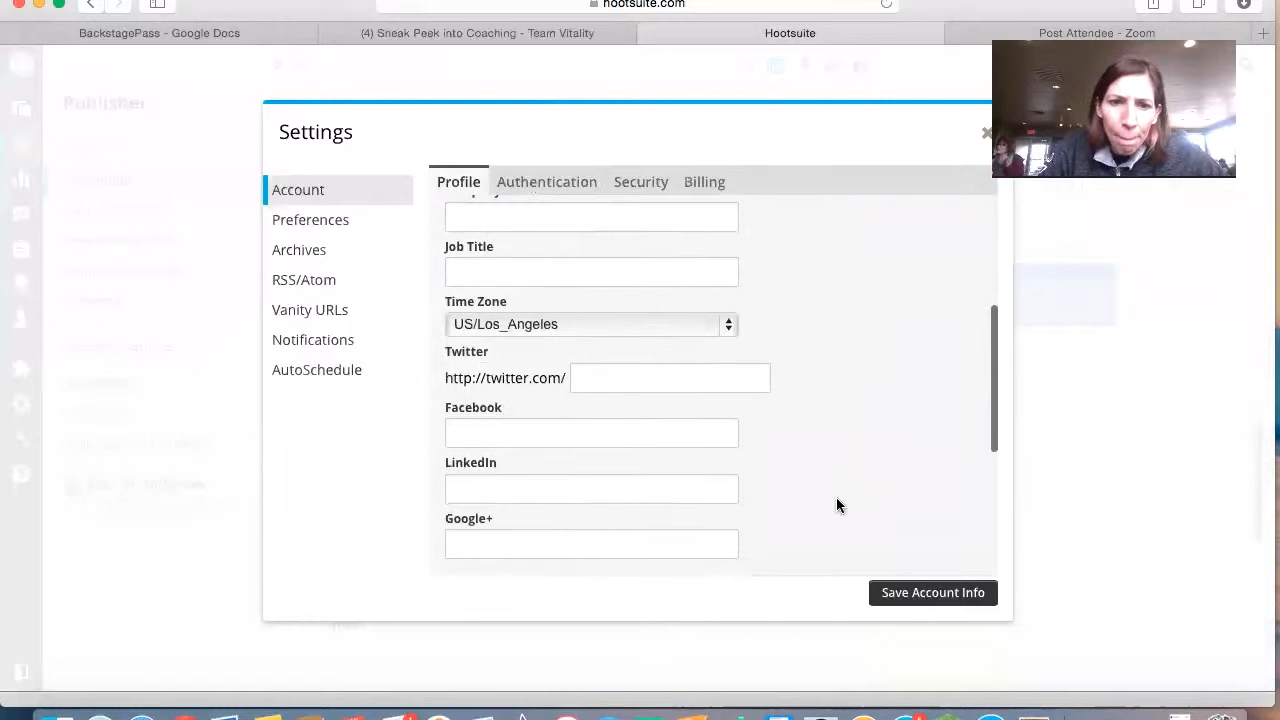 hootsuite.com
BackstagePass - Google Docs
(4) Sneak Peek into Coaching - Team Vitality
Hootsuite
Post Attendee - Zoom
Publisher
Settings
Account
Preferences
Archives
RSS/Atom
Vanity URLs
Notifications
AutoSchedule
Profile
Authentication
Security
Billing
Job Title
Time Zone
US/Los_Angeles
Twitter
http://twitter.com/
Facebook
LinkedIn
Google+
Save Account Info